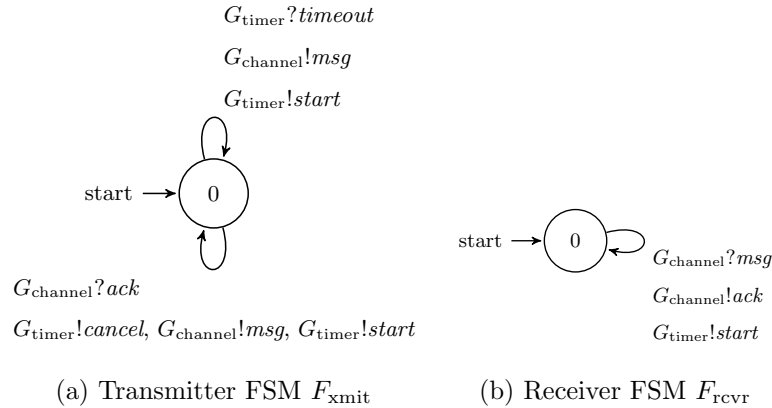 G_timer?timeout
G_channel!msg
G_timer!start
start
0
G_channel?ack
G_timer!cancel, G_channel!msg, G_timer!start
start
0
G_channel?msg
G_channel!ack
G_timer!start
(a) Transmitter FSM F_xmit
(b) Receiver FSM F_rcvr